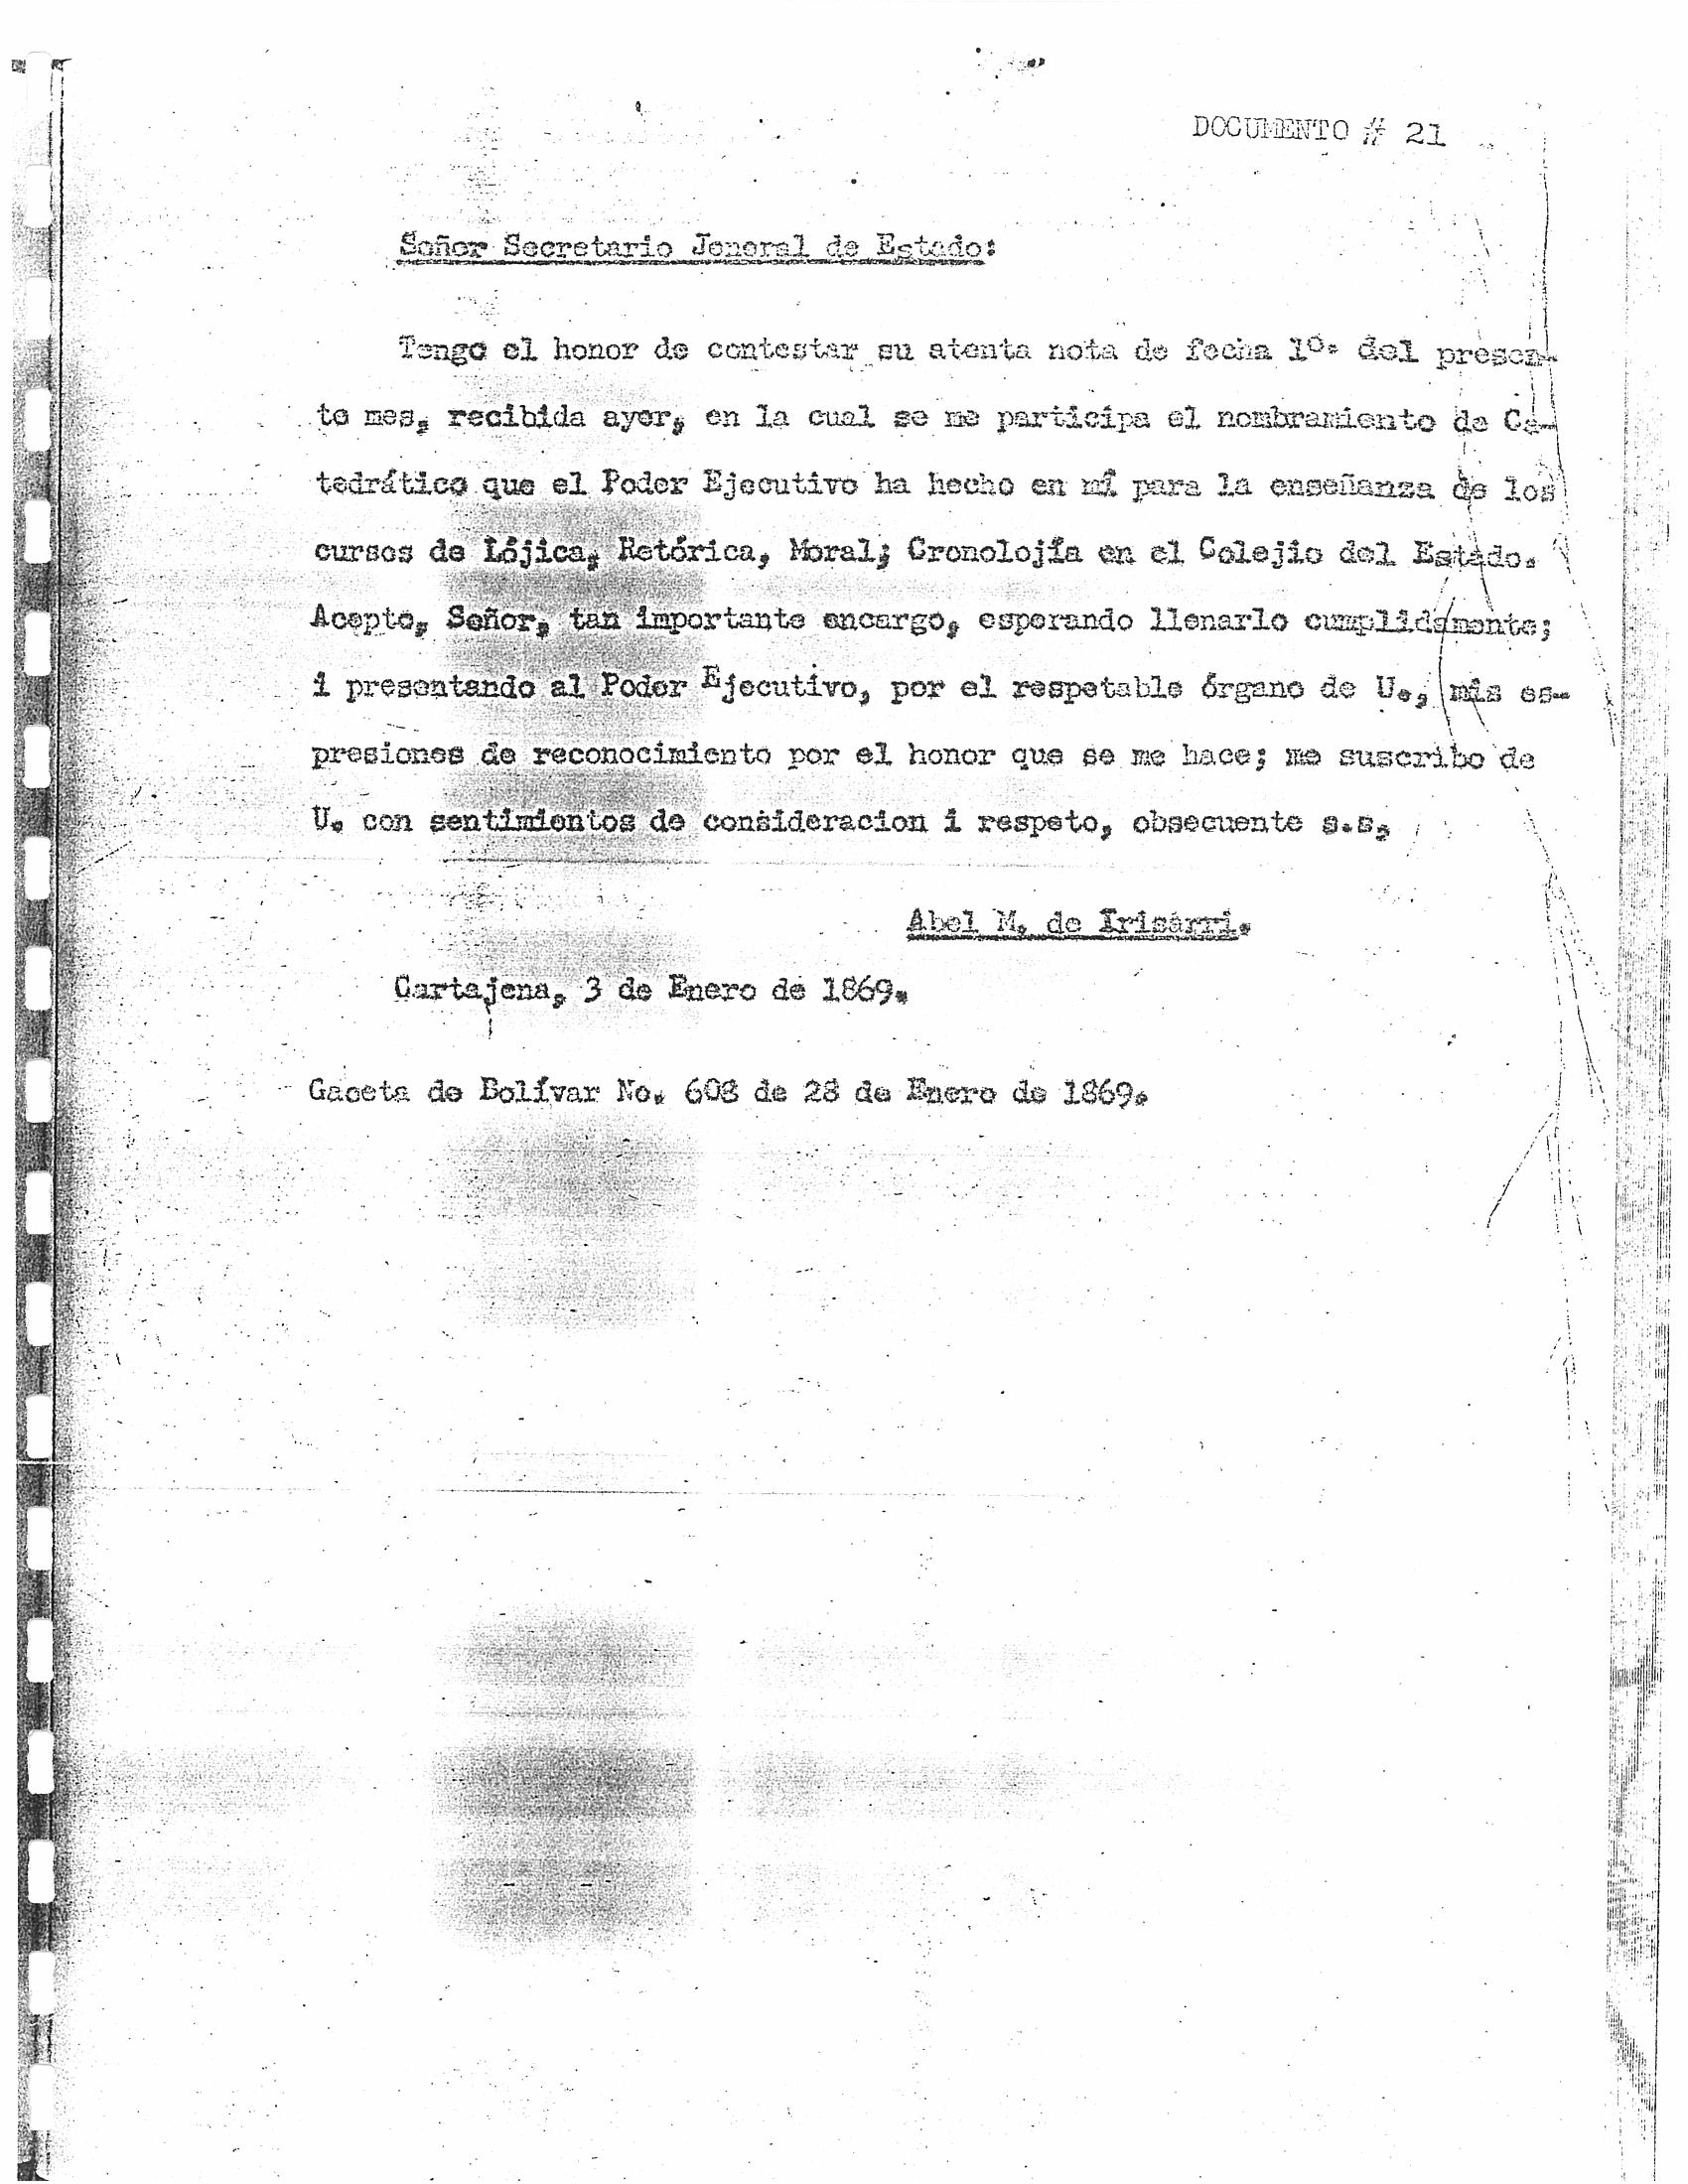 DOCUMENTO # 21
Señor Secretario Jeneral de Estado:
Tengo el honor de contestar su atenta nota de fecha 1º. del presen-
te mes, recibida ayer, en la cual se me participa el nombramiento de Ca-
tedrático que el Poder Ejecutivo ha hecho en mí para la enseñanza de los
cursos de Lójica, Retórica, Moral; Cronolojía en el Colejio del Estado.
Acepto, Señor, tan importante encargo, esperando llenarlo cumplidamente;
i presentando al Poder Ejecutivo, por el respetable órgano de U., mis es-
presiones de reconocimiento por el honor que se me hace; me suscribo de
U. con sentimientos de consideracion i respeto, obsecuente s.s,
Abel M. de Irisarri.
Cartajena, 3 de Enero de 1869.
Gaceta de Bolívar No. 608 de 28 de Enero de 1869.